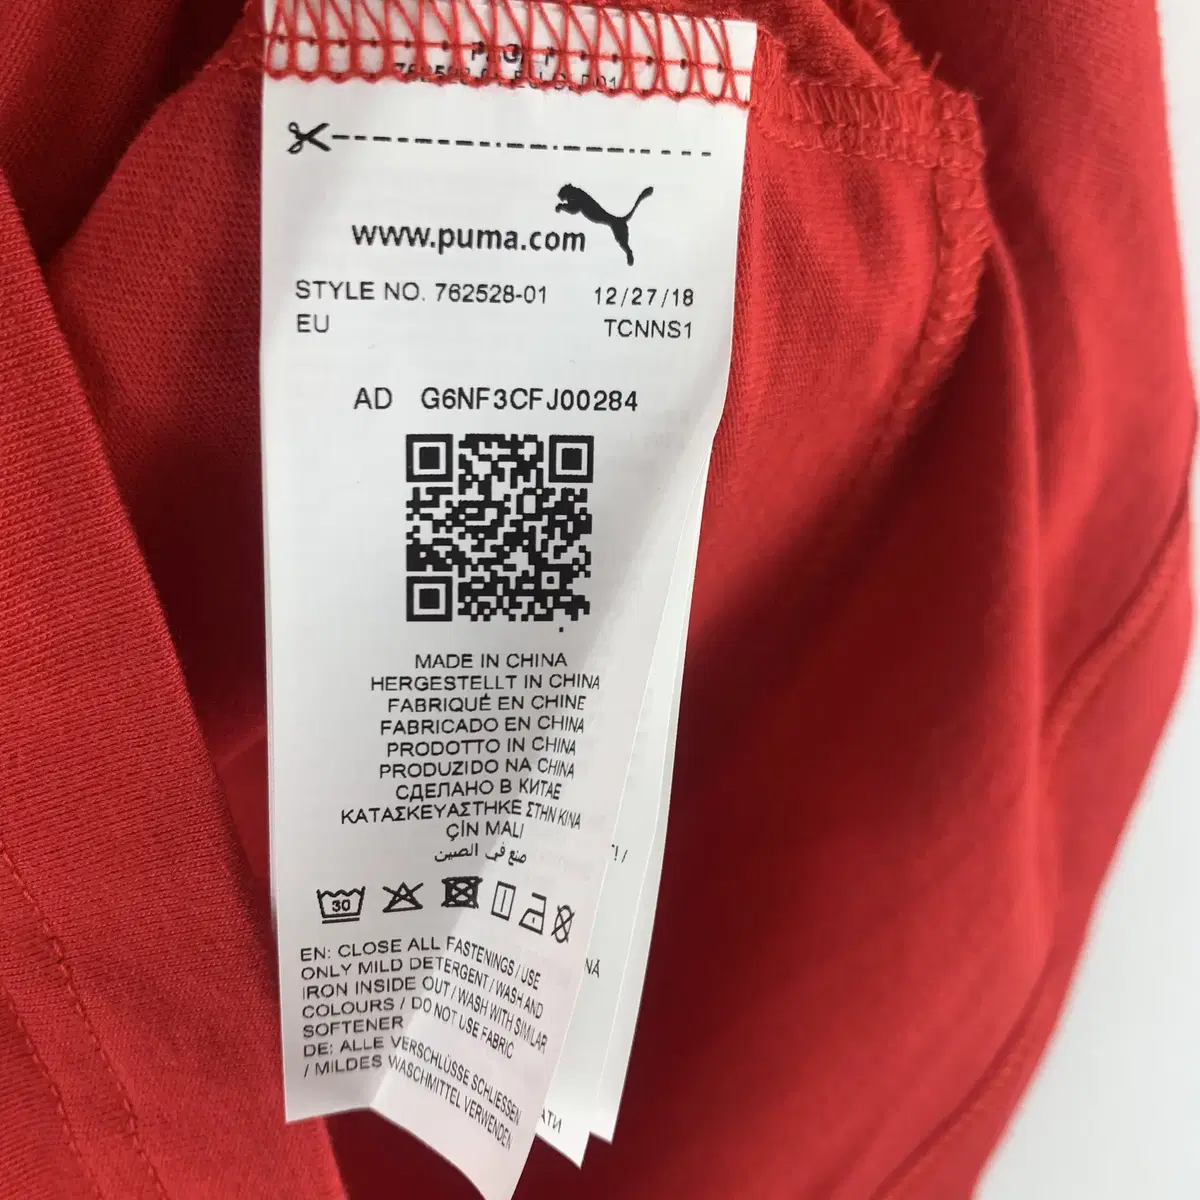 www.puma.com
STYLE NO. 762528-01 12/27/18
EU TCNNS1
AD G6NF3CFJ00284
MADE IN CHINA
HERGESTELLT IN CHINA
FABRIQUÉ EN CHINE
FABRICADO EN CHINA
PRODOTTO IN CHINA
PRODUZIDO NA CHINA
СДЕЛАНО В КИТАЕ
ΚΑΤΑΣΚΕΥΑΣΤΗΚΕ ΣΤΗΝ ΚΙΝΑ
ÇİN MALI
صنع في الصين
30
EN: CLOSE ALL FASTENINGS / USE
ONLY MILD DETERGENT / WASH AND
IRON INSIDE OUT / WASH WITH SIMILAR
COLOURS / DO NOT USE FABRIC
SOFTENER
DE: ALLE VERSCHLÜSSE SCHLIESSEN
/ MILDES WASCHMITTEL VERWENDEN